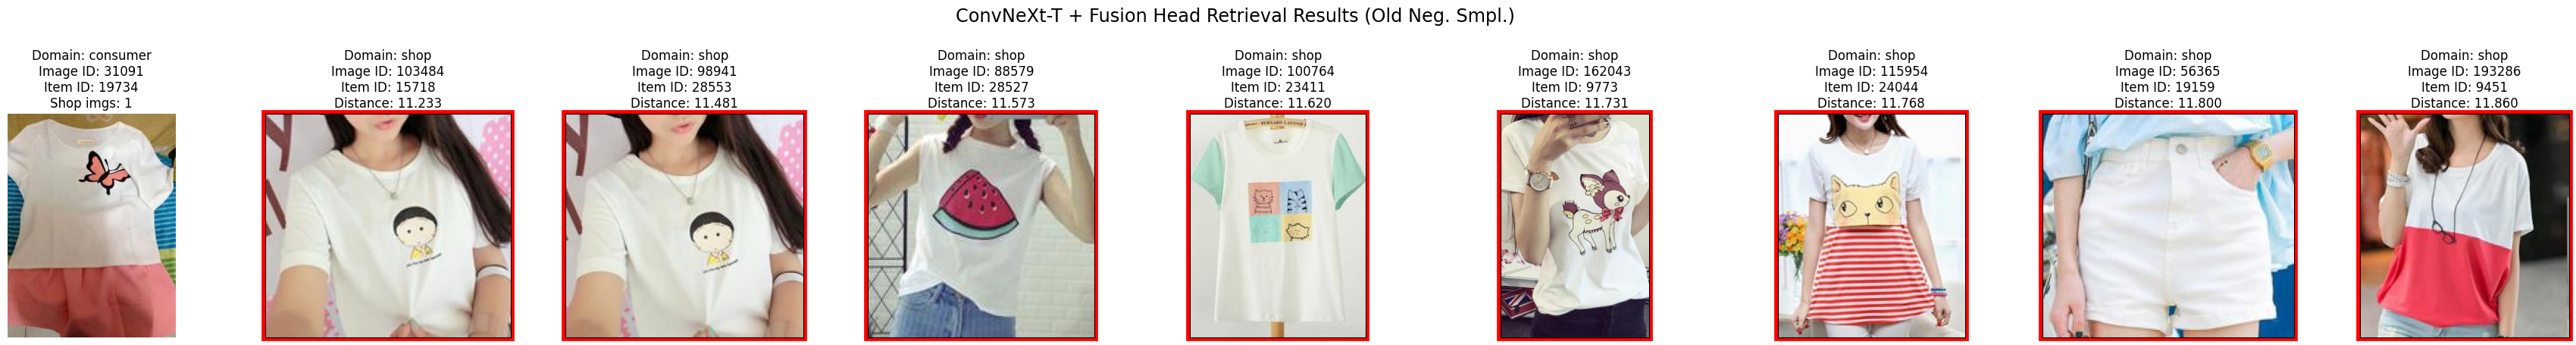 ConvNeXt-T + Fusion Head Retrieval Results (Old Neg. Smpl.)
Domain: consumer
Image ID: 31091
Item ID: 19734
Shop imgs: 1
Domain: shop
Image ID: 103484
Item ID: 15718
Distance: 11.233
Domain: shop
Image ID: 98941
Item ID: 28553
Distance: 11.481
Domain: shop
Image ID: 88579
Item ID: 28527
Distance: 11.573
Domain: shop
Image ID: 100764
Item ID: 23411
Distance: 11.620
Domain: shop
Image ID: 162043
Item ID: 9773
Distance: 11.731
Domain: shop
Image ID: 115954
Item ID: 24044
Distance: 11.768
Domain: shop
Image ID: 56365
Item ID: 19159
Distance: 11.800
Domain: shop
Image ID: 193286
Item ID: 9451
Distance: 11.860